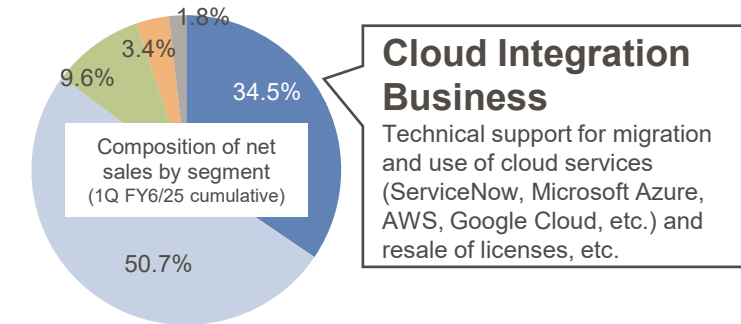 1.8%
3.4%
9.6%
34.5%
Composition of net
sales by segment
(1Q FY6/25 cumulative)
50.7%
Cloud Integration
Business
Technical support for migration
and use of cloud services
(ServiceNow, Microsoft Azure,
AWS, Google Cloud, etc.) and
resale of licenses, etc.